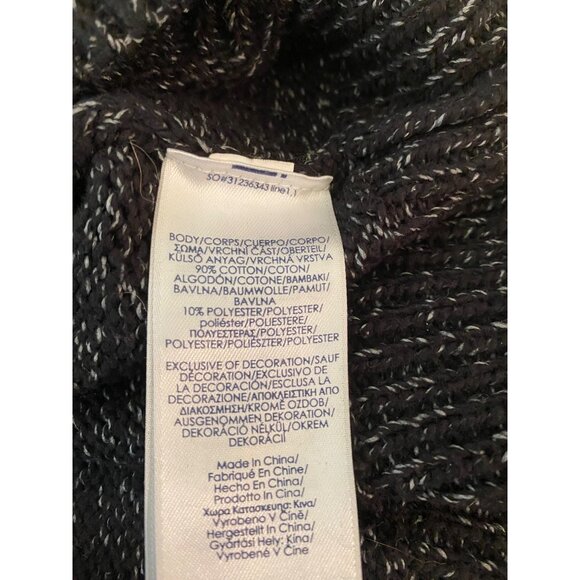 SO#31236343 line1.1
BODY/CORPS/CUERPO/CORPO/
ΣΩΜΑ/VRCHNI ČÁST/OBERTEIL/
KÜLSŐ ANYAG/VRCHNÁ VRSTVA
90% COTTON/COTON/
ALGODÓN/COTONE/BAMBAKI/
BAVLNA/BAUMWOLLE/PAMUT/
BAVLNA
10% POLYESTER/POLYESTER/
poliéster/POLIESTERE/
ΠΟΛΥΕΣΤΕΡΑΣ/POLYESTER/
POLYESTER/POLIÉSZTER/POLYESTER
EXCLUSIVE OF DECORATION/SAUF
DÉCORATION/EXCLUSIVO DE
LA DECORACIÓN/ESCLUSA LA
DECORAZIONE/ΑΠΟΚΛΕΙΣΤΙΚΗ ΑΠΟ
ΔΙΑΚΟΣΜΗΣΗ/KROMĚ OZDOB/
AUSGENOMMEN DEKORATION/
DEKORÁCIÓ NÉLKÜL/OKREM
DEKORÁCIÍ
Made In China/
Fabriqué En Chine/
Hecho En China/
Prodotto In Cina/
Χωρα Κατασκευης: Κινα/
Vyrobeno V Číně/
Hergestellt In China/
Gyártási Hely: Kína/
Vyrobené V Číne